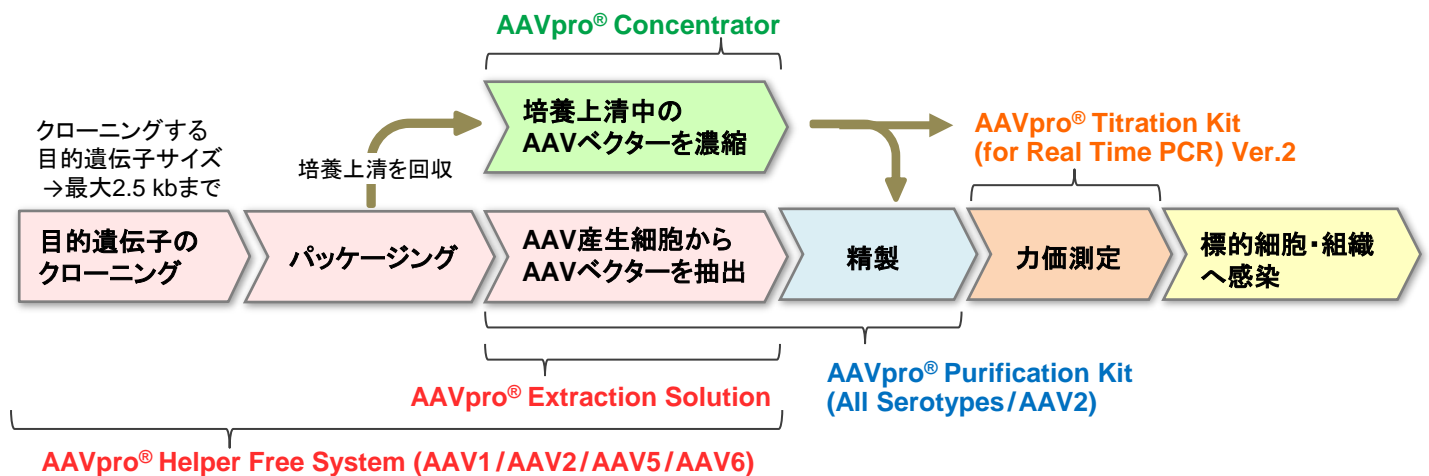 AAVpro® Concentrator
培養上清中の
AAVベクターを濃縮
クローニングする
目的遺伝子サイズ
→最大2.5 kbまで
培養上清を回収
AAVpro® Titration Kit
(for Real Time PCR) Ver.2
目的遺伝子の
クローニング
パッケージング
AAV産生細胞から
AAVベクターを抽出
精製
力価測定
標的細胞・組織
へ感染
AAVpro® Extraction Solution
AAVpro® Purification Kit
(All Serotypes/AAV2)
AAVpro® Helper Free System (AAV1/AAV2/AAV5/AAV6)